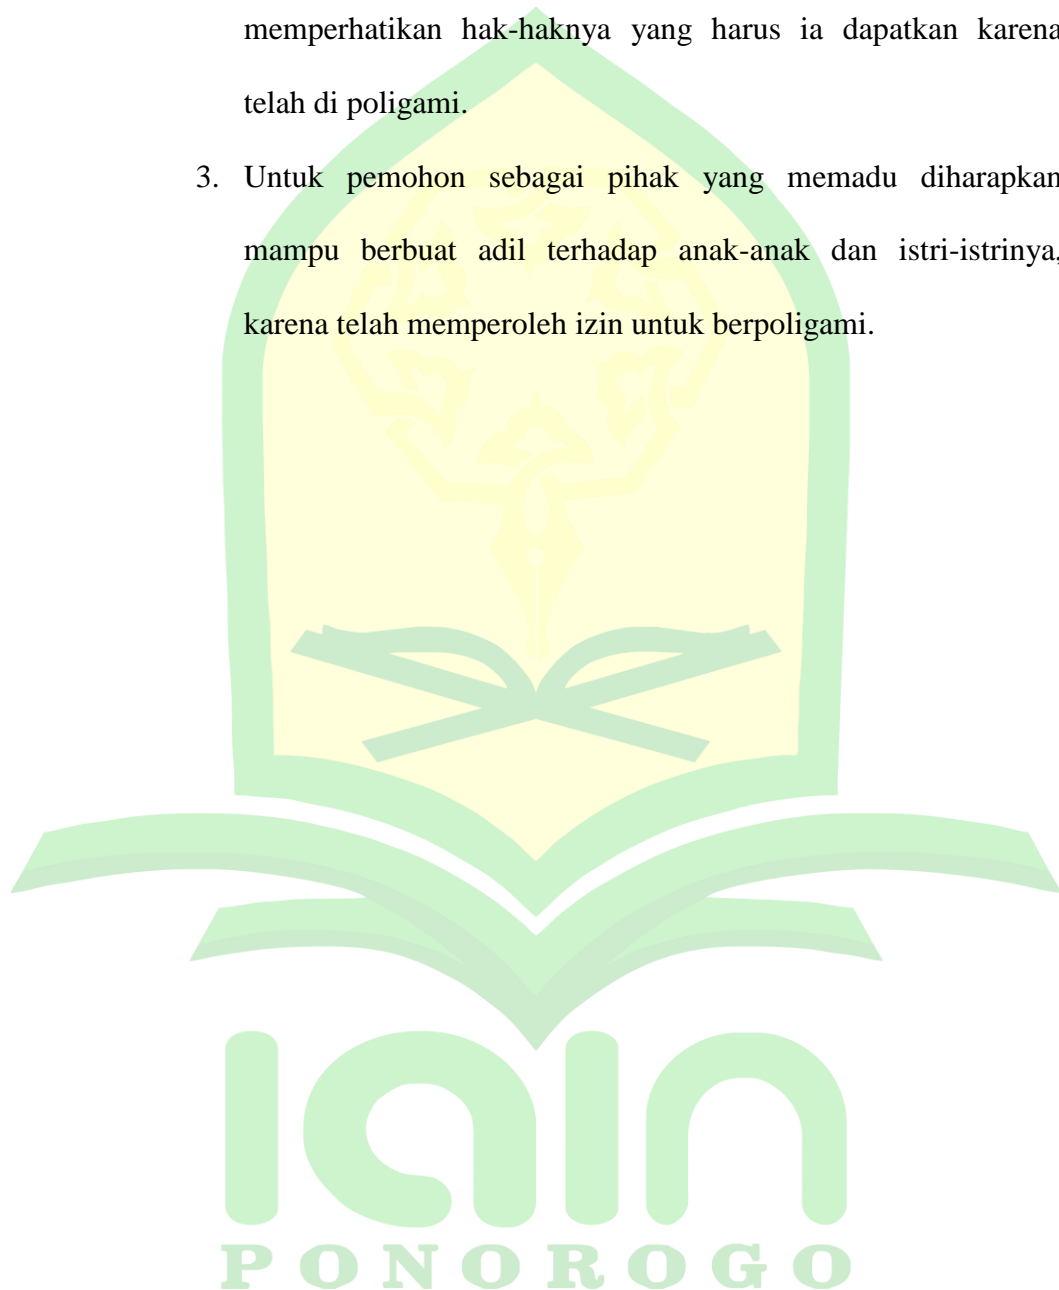 memperhatikan hak-haknya yang harus ia dapatkan karena
telah di poligami.
3. Untuk pemohon sebagai pihak yang memadu diharapkan
mampu berbuat adil terhadap anak-anak dan istri-istrinya,
karena telah memperoleh izin untuk berpoligami.
IAIN
PONOROGO